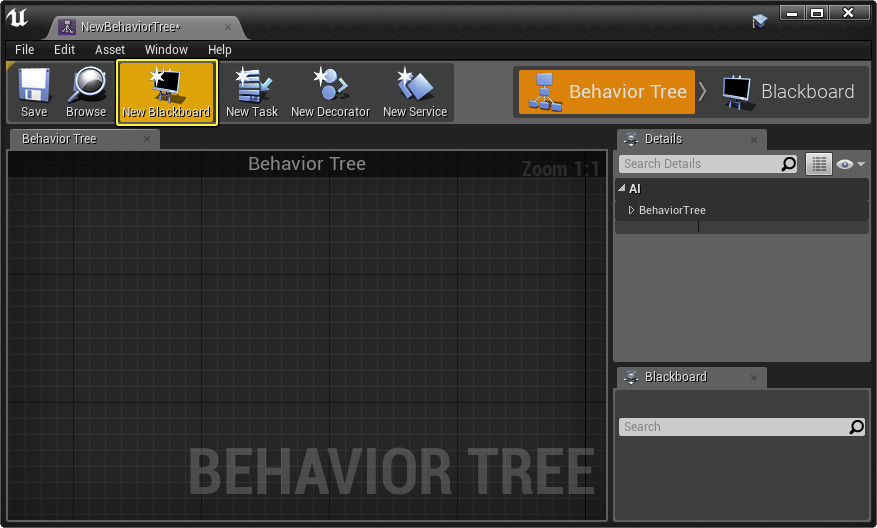 NewBehaviorTree*
File Edit Asset Window Help
Save Browse New Blackboard New Task New Decorator New Service
Behavior Tree Blackboard
Behavior Tree
Behavior Tree
Zoom 1:1
BEHAVIOR TREE
Details
Search Details
AI
BehaviorTree
Blackboard
Search